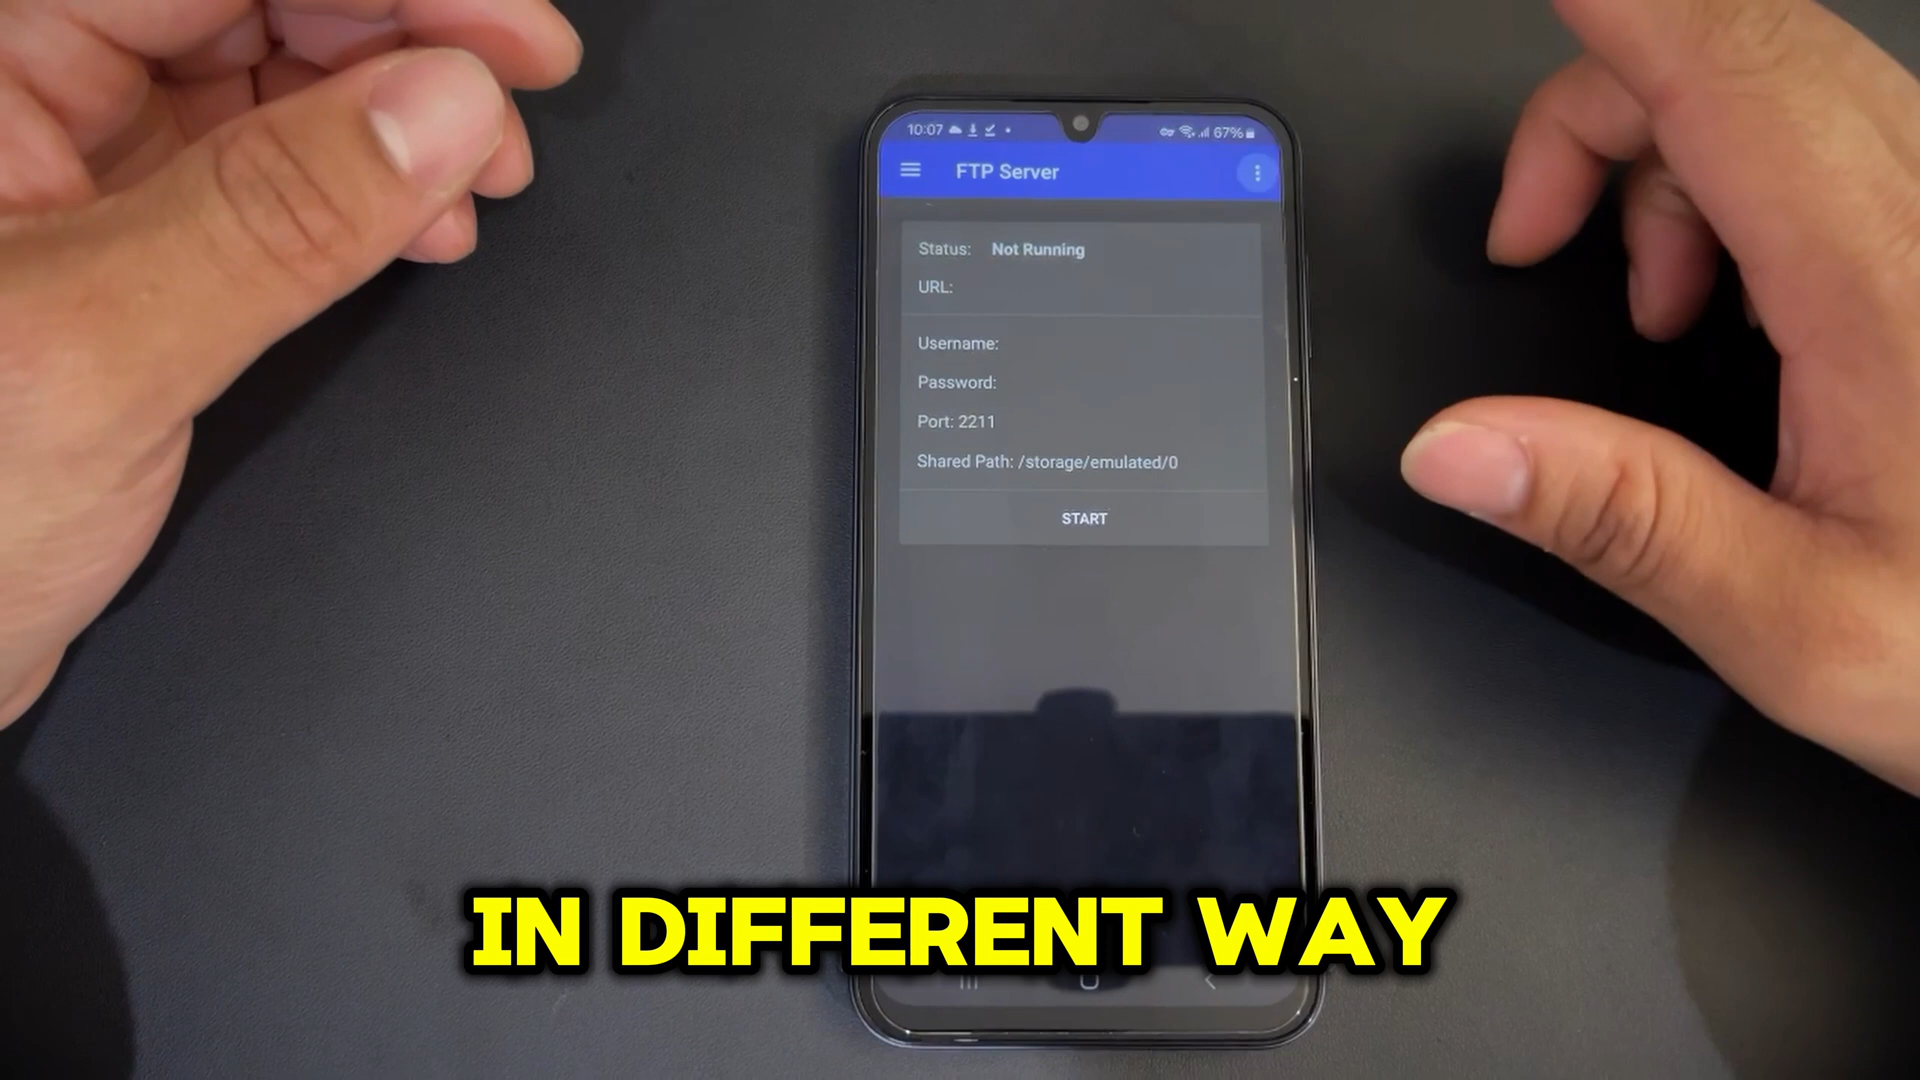 10:07 67%
FTP Server
Status: Not Running
URL:
Username:
Password:
Port: 2211
Shared Path: /storage/emulated/0
START
IN DIFFERENT WAY